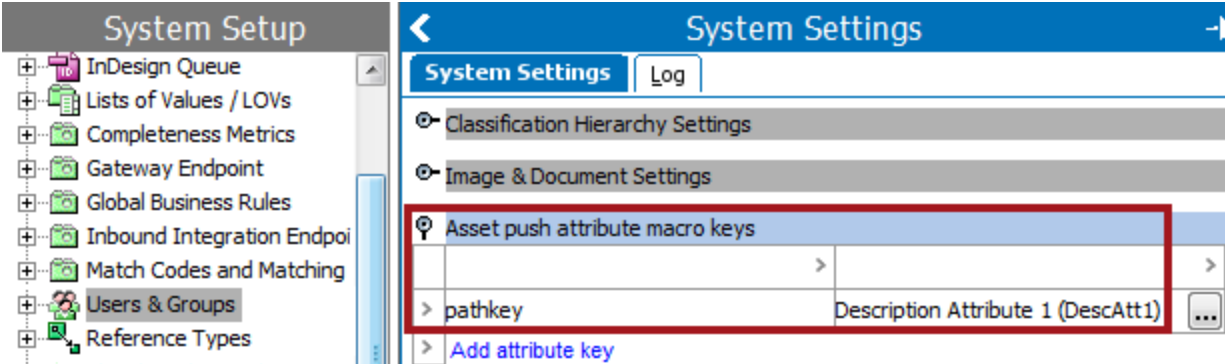 System Setup
InDesign Queue
Lists of Values / LOVs
Completeness Metrics
Gateway Endpoint
Global Business Rules
Inbound Integration Endpoi
Match Codes and Matching
Users & Groups
Reference Types
System Settings
System Settings Log
Classification Hierarchy Settings
Image & Document Settings
Asset push attribute macro keys
> >
> pathkey Description Attribute 1 (DescAtt1) ...
> Add attribute key